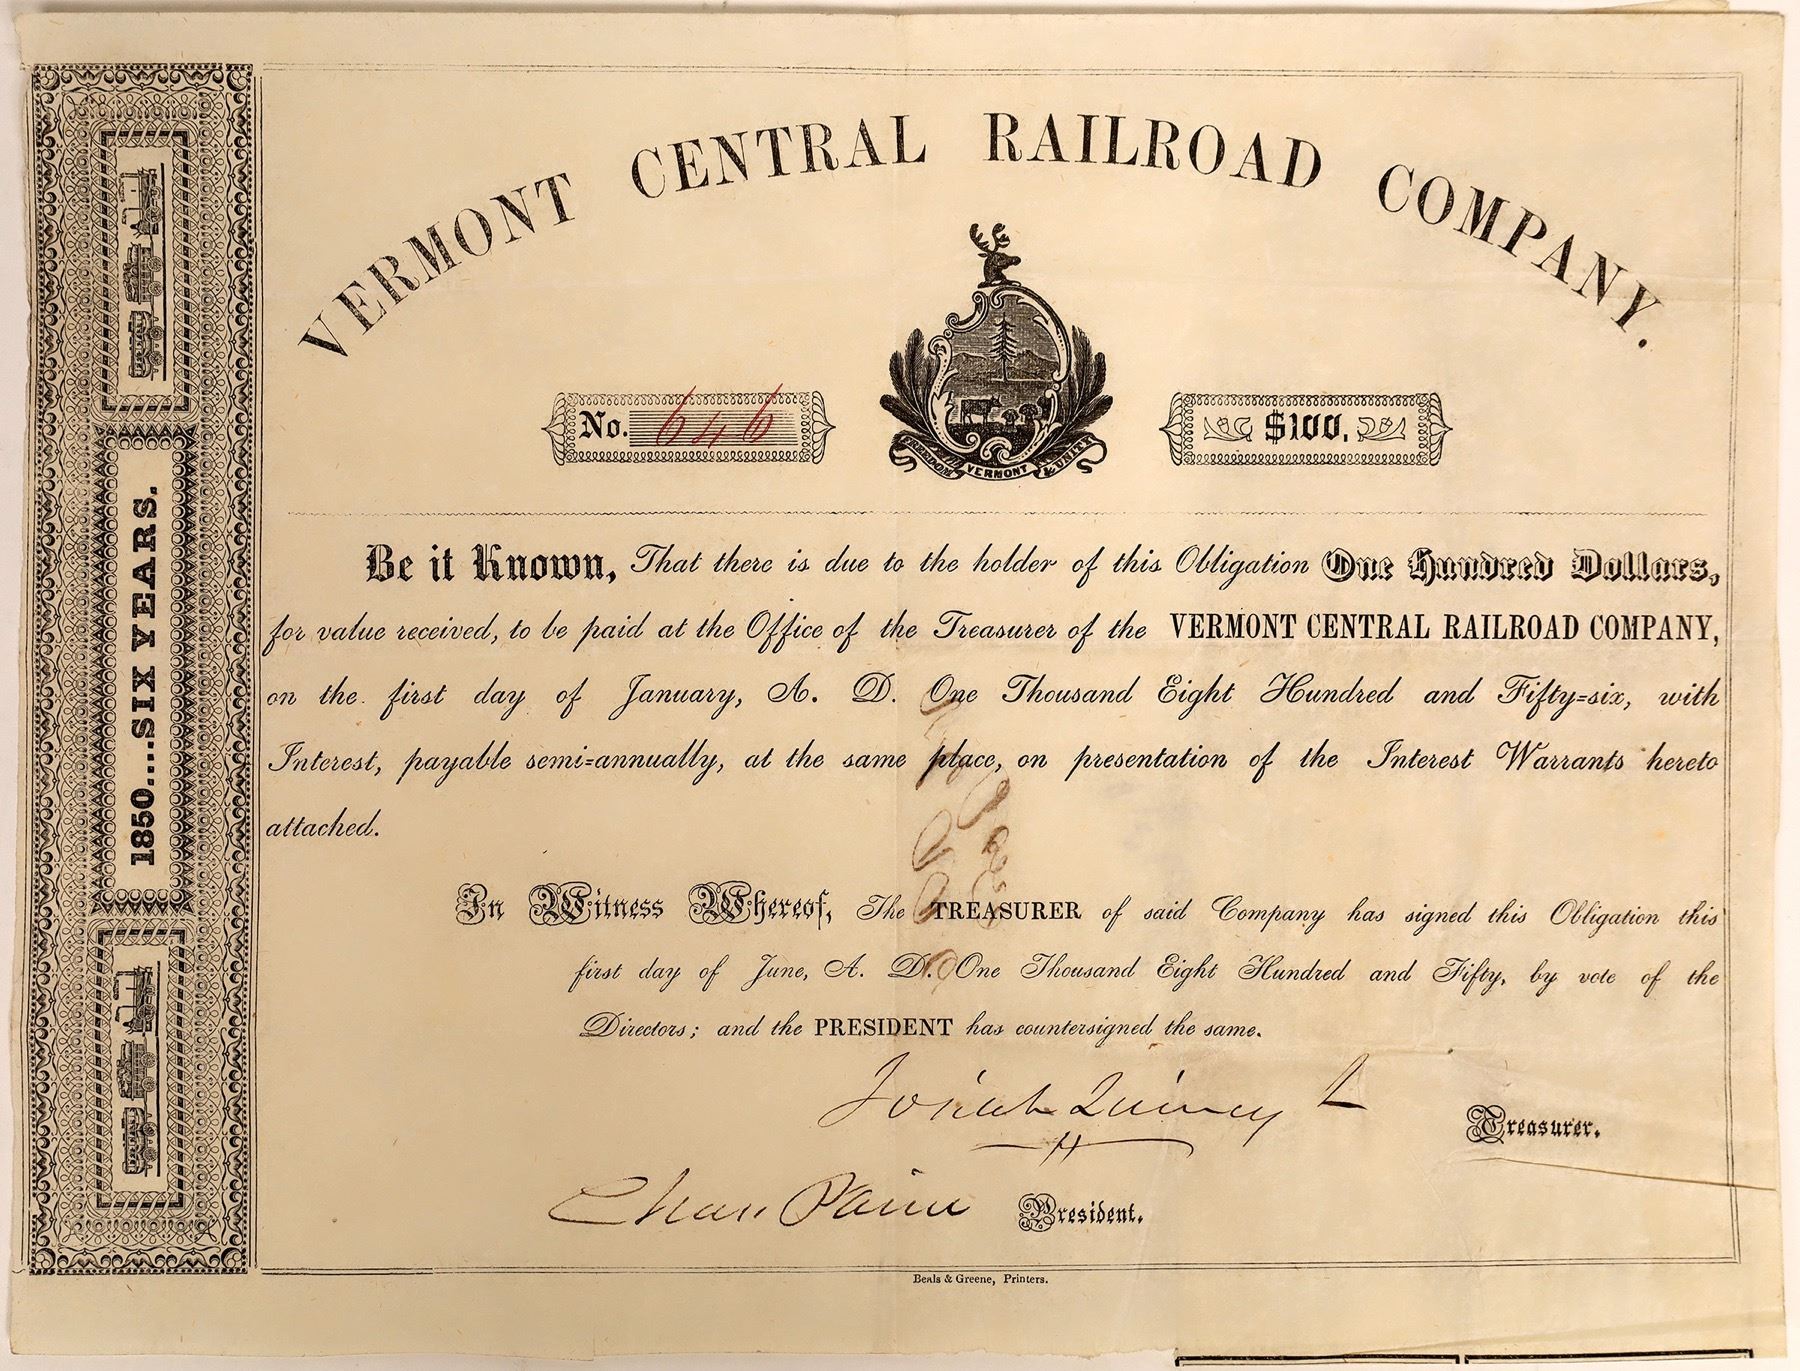 VERMONT CENTRAL RAILROAD COMPANY.
No. 646
FREEDOM VERMONT & UNITY
$100.
1850....SIX YEARS.
Be it Known, That there is due to the holder of this Obligation One Hundred Dollars,
for value received, to be paid at the Office of the Treasurer of the VERMONT CENTRAL RAILROAD COMPANY,
on the first day of January, A. D. One Thousand Eight Hundred and Fifty-six, with
Interest, payable semi-annually, at the same place, on presentation of the Interest Warrants hereto
attached.
In Witness Whereof, The TREASURER of said Company has signed this Obligation this
first day of June, A. D. One Thousand Eight Hundred and Fifty, by vote of the
Directors; and the PRESIDENT has countersigned the same.
Josiah Quincy Jr Treasurer.
Chas Paine President.
Beals & Greene, Printers.